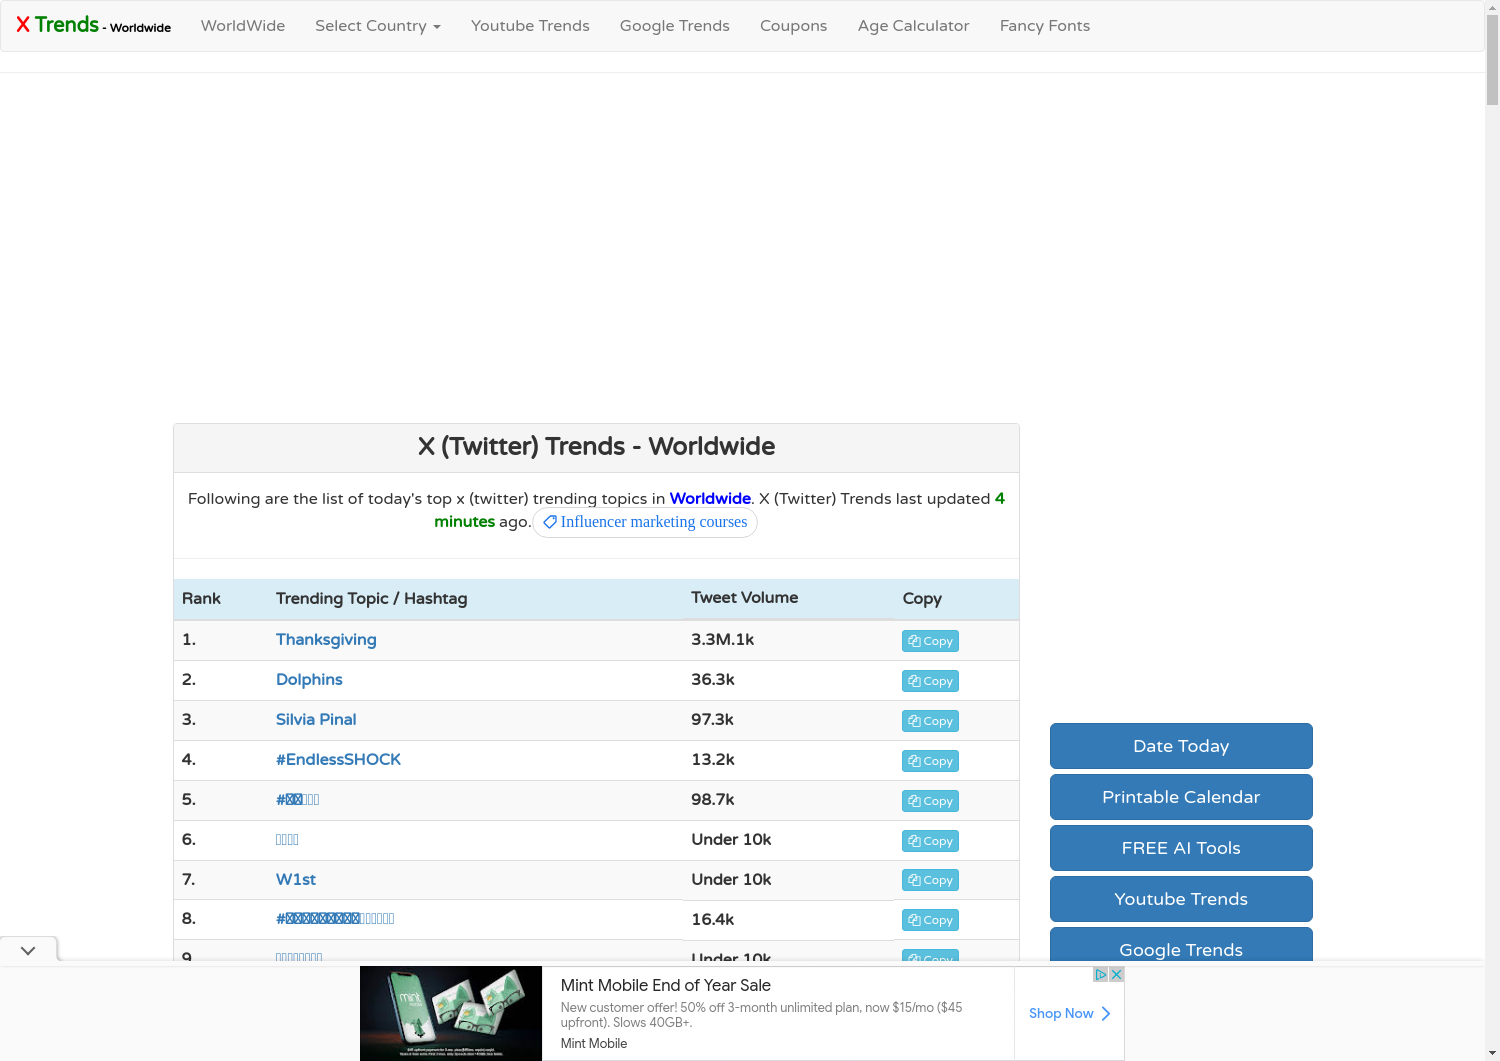 X Trends - Worldwide WorldWide Select Country Youtube Trends Google Trends Coupons Age Calculator Fancy Fonts
X (Twitter) Trends - Worldwide
Following are the list of today's top x (twitter) trending topics in Worldwide. X (Twitter) Trends last updated 4
minutes ago. Influencer marketing courses
Rank Trending Topic / Hashtag Tweet Volume Copy
1. Thanksgiving 3.3M.1k Copy
2. Dolphins 36.3k Copy
3. Silvia Pinal 97.3k Copy
4. #EndlessSHOCK 13.2k Copy
5. # 98.7k Copy
6. Under 10k Copy
7. W1st Under 10k Copy
8. # 16.4k Copy
9. Under 10k Copy
Date Today
Printable Calendar
FREE AI Tools
Youtube Trends
Google Trends
Mint Mobile End of Year Sale
New customer offer! 50% off 3-month unlimited plan, now $15/mo ($45
upfront). Slows 40GB+.
Mint Mobile
Shop Now
mint